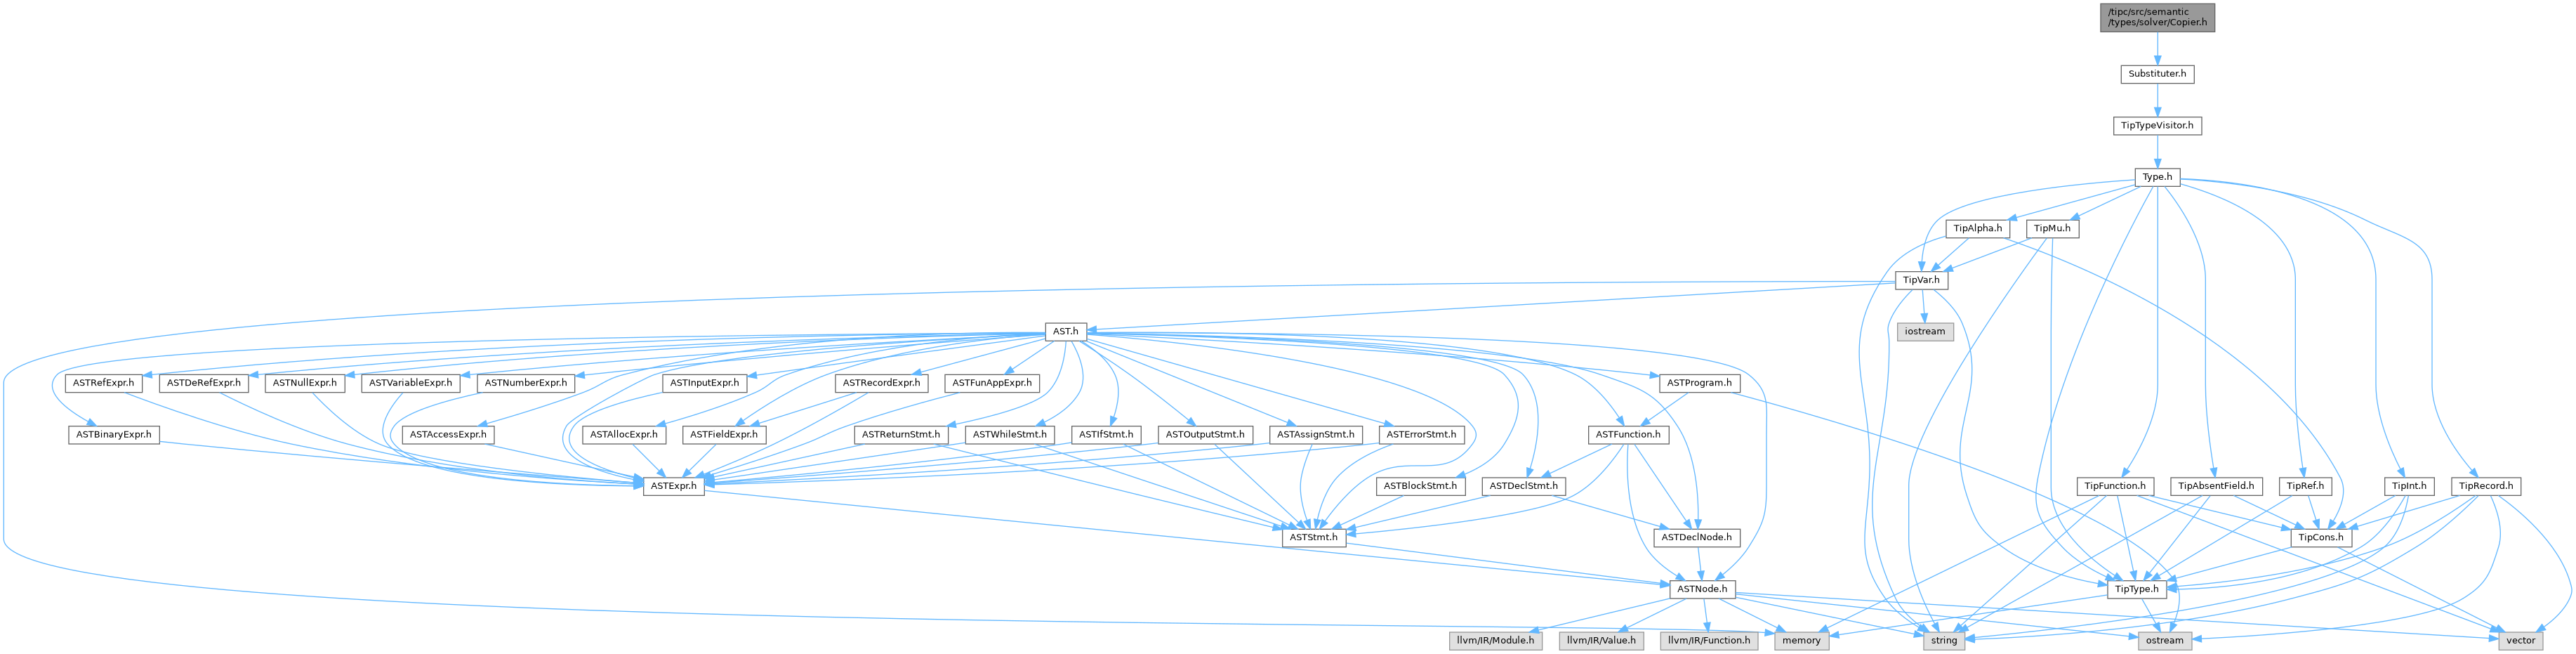 /tipc/src/semantic
/types/solver/Copier.h
Substituter.h
TipTypeVisitor.h
Type.h
TipAlpha.h
TipMu.h
TipVar.h
AST.h
iostream
ASTRefExpr.h
ASTDeRefExpr.h
ASTNullExpr.h
ASTVariableExpr.h
ASTNumberExpr.h
ASTInputExpr.h
ASTRecordExpr.h
ASTFunAppExpr.h
ASTProgram.h
ASTBinaryExpr.h
ASTAccessExpr.h
ASTAllocExpr.h
ASTFieldExpr.h
ASTReturnStmt.h
ASTWhileStmt.h
ASTIfStmt.h
ASTOutputStmt.h
ASTAssignStmt.h
ASTErrorStmt.h
ASTFunction.h
ASTExpr.h
ASTBlockStmt.h
ASTDeclStmt.h
TipFunction.h
TipAbsentField.h
TipRef.h
TipInt.h
TipRecord.h
ASTStmt.h
ASTDeclNode.h
TipCons.h
ASTNode.h
TipType.h
llvm/IR/Module.h
llvm/IR/Value.h
llvm/IR/Function.h
memory
string
ostream
vector